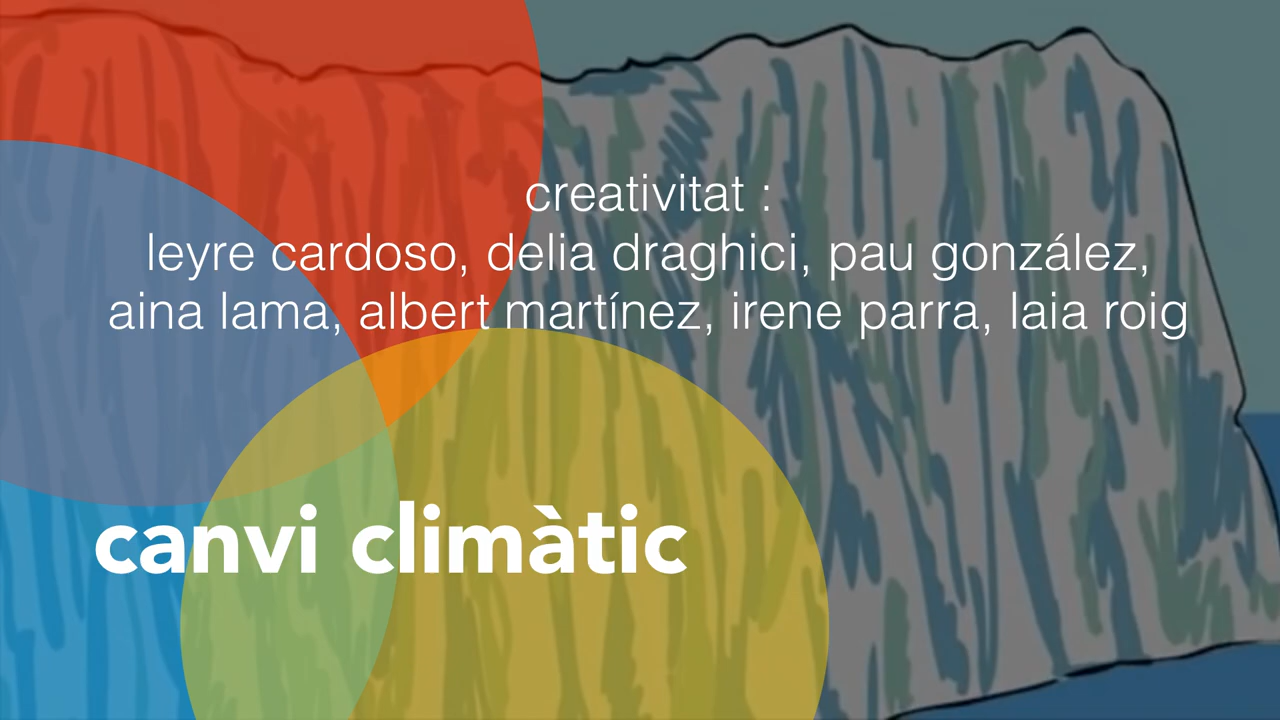 creativitat :
leyre cardoso, delia draghici, pau gonzález,
aina lama, albert martínez, irene parra, laia roig
canvi climàtic